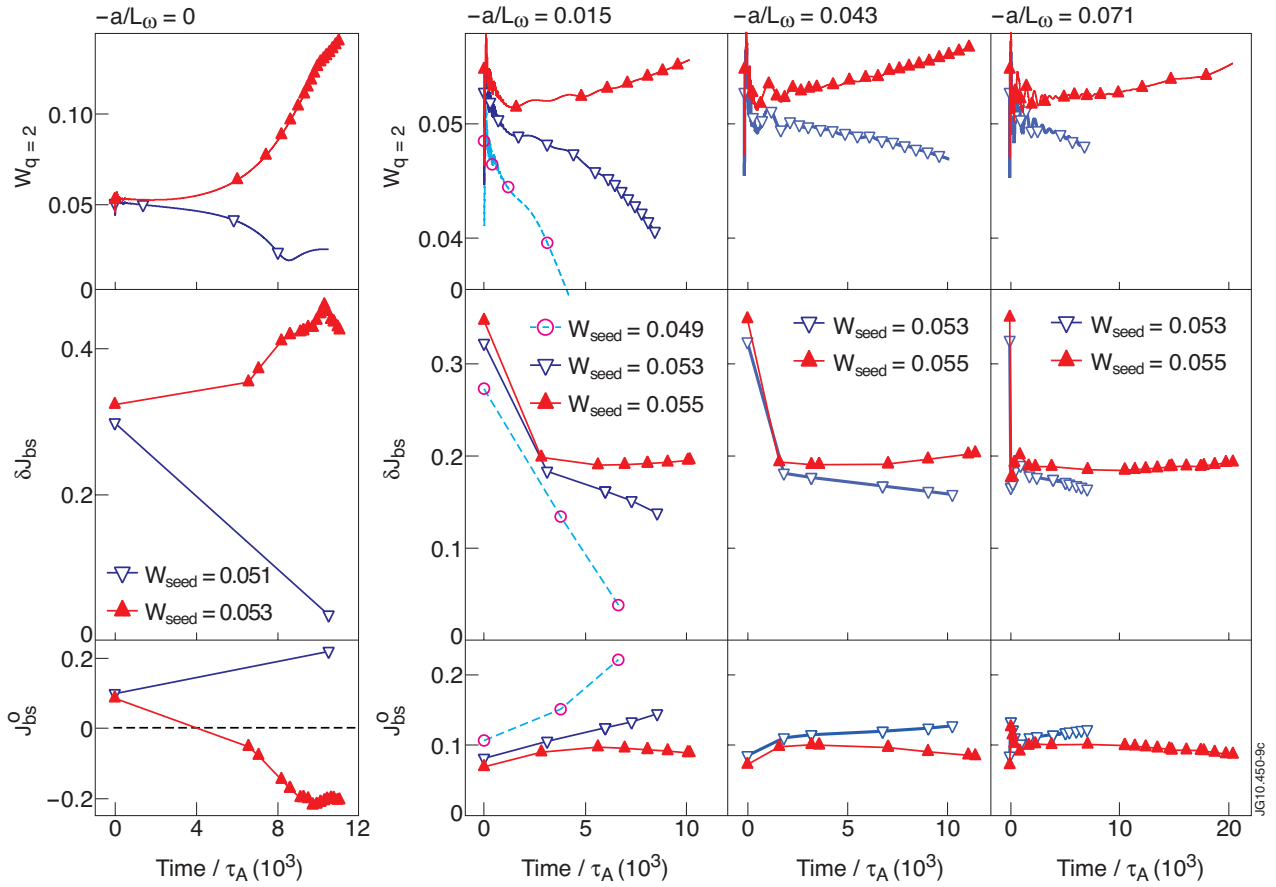 -a/Lω = 0
-a/Lω = 0.015
-a/Lω = 0.043
-a/Lω = 0.071
Wq = 2
0.10
0.05
0
Wq = 2
0.05
0.04
0
δJbs
0.4
0.2
0
Wseed = 0.051
Wseed = 0.053
δJbs
0.3
0.2
0.1
0
Wseed = 0.049
Wseed = 0.053
Wseed = 0.055
Wseed = 0.053
Wseed = 0.055
Wseed = 0.053
Wseed = 0.055
Jobs
0.2
0
−0.2
Jobs
0.2
0.1
0
0 4 8 12
0 5 10
0 5 10
0 5 10 15 20
Time / τA (10³)
Time / τA (10³)
Time / τA (10³)
Time / τA (10³)
JG10.450-9c